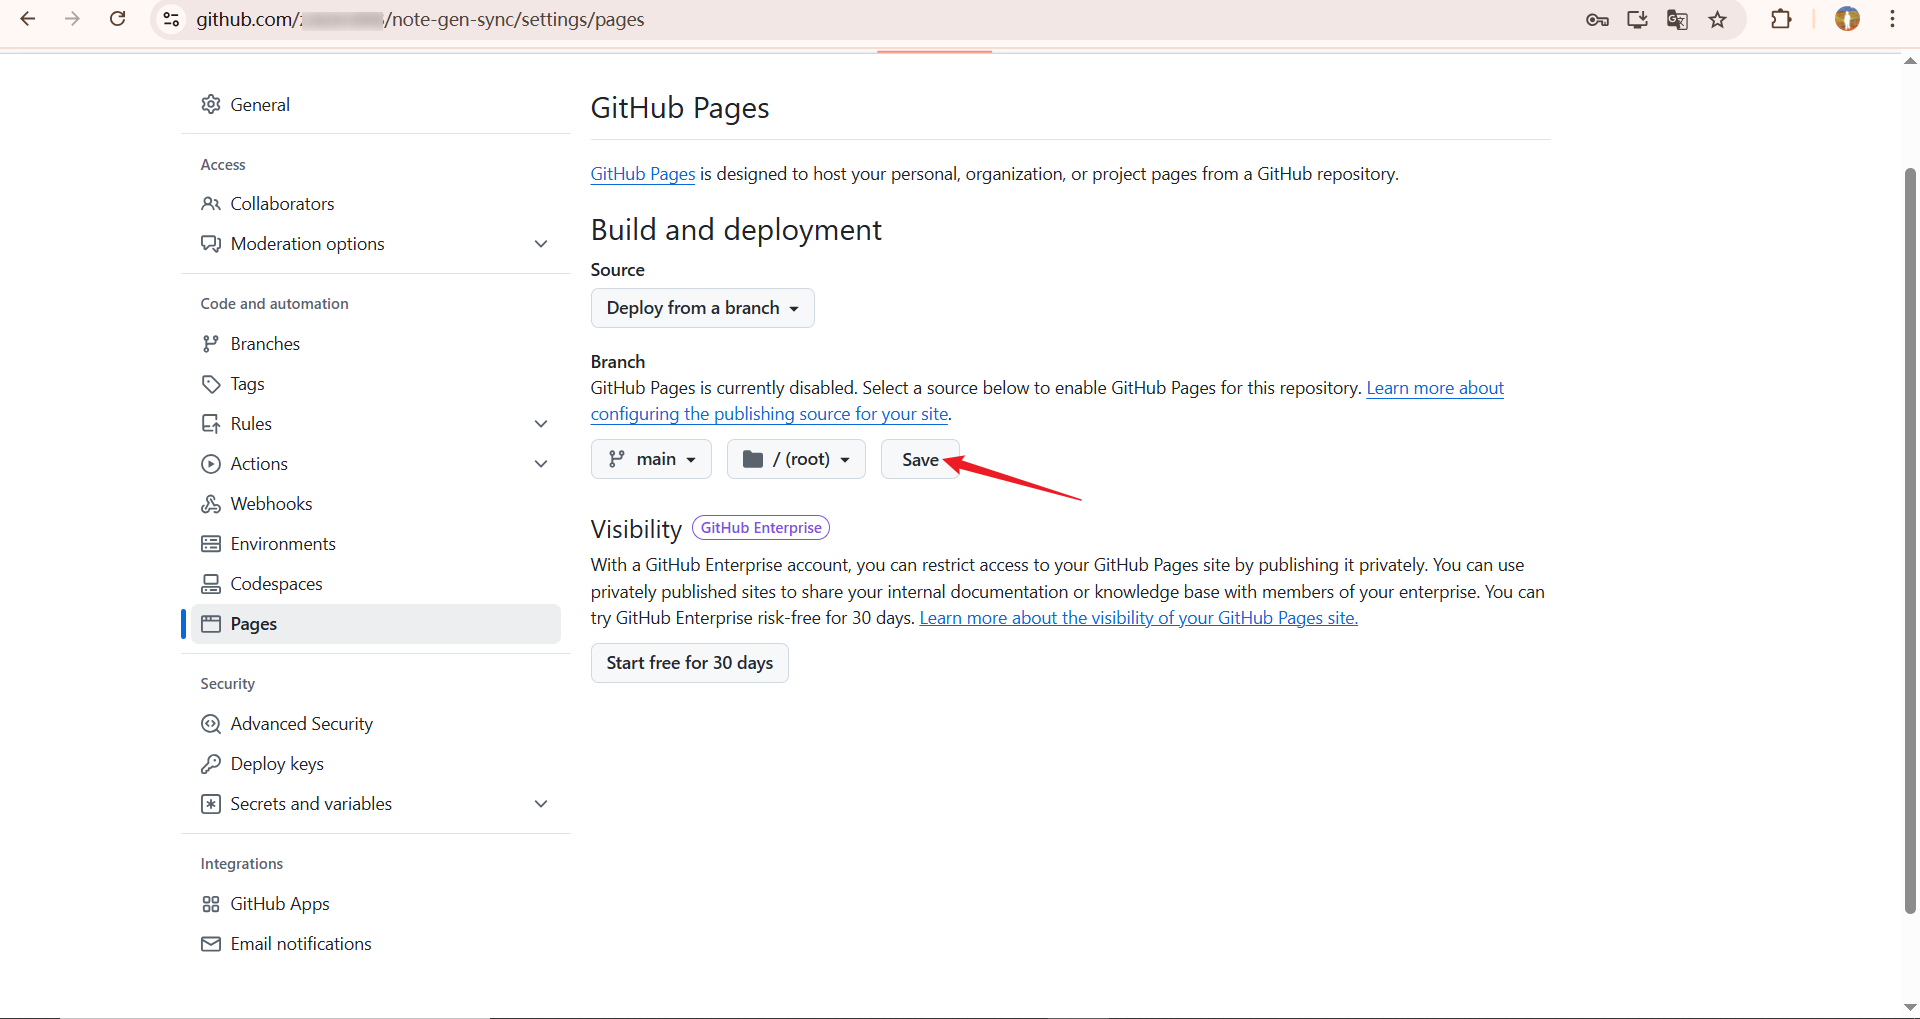 github.com/ /note-gen-sync/settings/pages
General
Access
Collaborators
Moderation options
Code and automation
Branches
Tags
Rules
Actions
Webhooks
Environments
Codespaces
Pages
Security
Advanced Security
Deploy keys
Secrets and variables
Integrations
GitHub Apps
Email notifications
GitHub Pages
GitHub Pages is designed to host your personal, organization, or project pages from a GitHub repository.
Build and deployment
Source
Deploy from a branch
Branch
GitHub Pages is currently disabled. Select a source below to enable GitHub Pages for this repository. Learn more about
configuring the publishing source for your site.
main / (root) Save
Visibility GitHub Enterprise
With a GitHub Enterprise account, you can restrict access to your GitHub Pages site by publishing it privately. You can use
privately published sites to share your internal documentation or knowledge base with members of your enterprise. You can
try GitHub Enterprise risk-free for 30 days. Learn more about the visibility of your GitHub Pages site.
Start free for 30 days